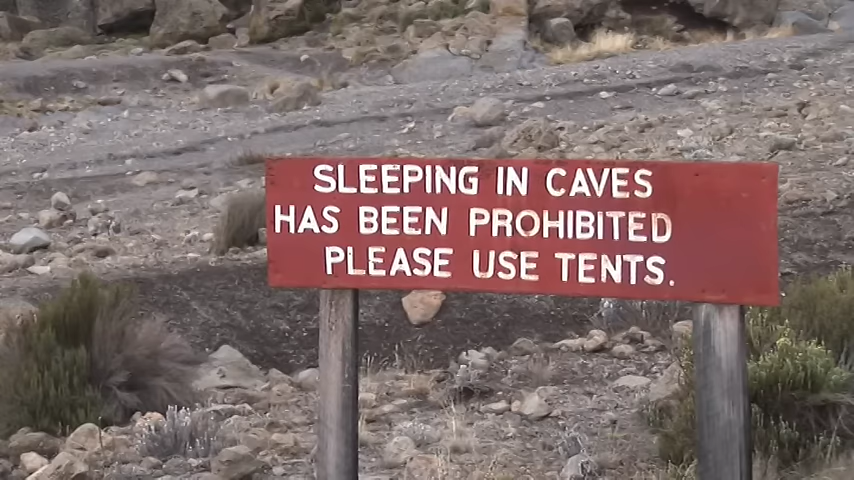 SLEEPING IN CAVES
HAS BEEN PROHIBITED
PLEASE USE TENTS.